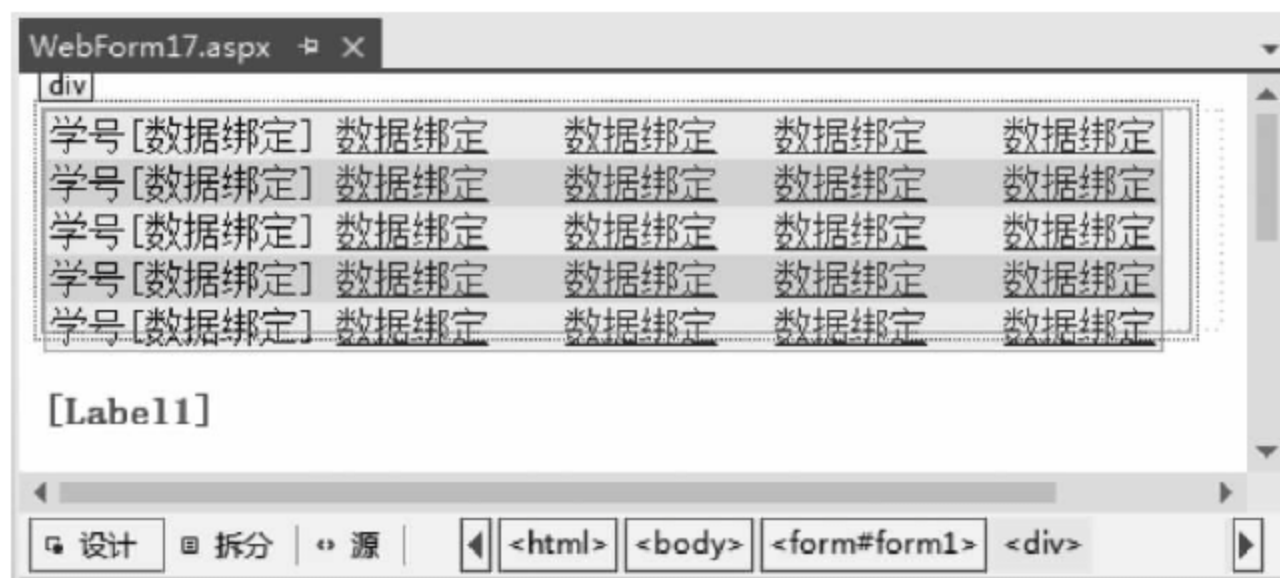 WebForm17.aspx
div
学号[数据绑定] 数据绑定 数据绑定 数据绑定 数据绑定
学号[数据绑定] 数据绑定 数据绑定 数据绑定 数据绑定
学号[数据绑定] 数据绑定 数据绑定 数据绑定 数据绑定
学号[数据绑定] 数据绑定 数据绑定 数据绑定 数据绑定
学号[数据绑定] 数据绑定 数据绑定 数据绑定 数据绑定
[Label1]
设计 拆分 源 <html> <body> <form#form1> <div>